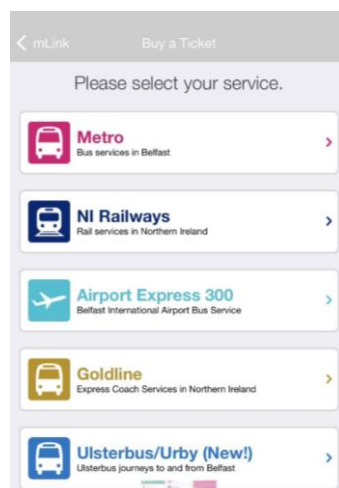 mLink
Buy a Ticket
Please select your service.
Metro
Bus services in Belfast
NI Railways
Rail services in Northern Ireland
Airport Express 300
Belfast International Airport Bus Service
Goldline
Express Coach Services in Northern Ireland
Ulsterbus/Urby (New!)
Ulsterbus journeys to and from Belfast